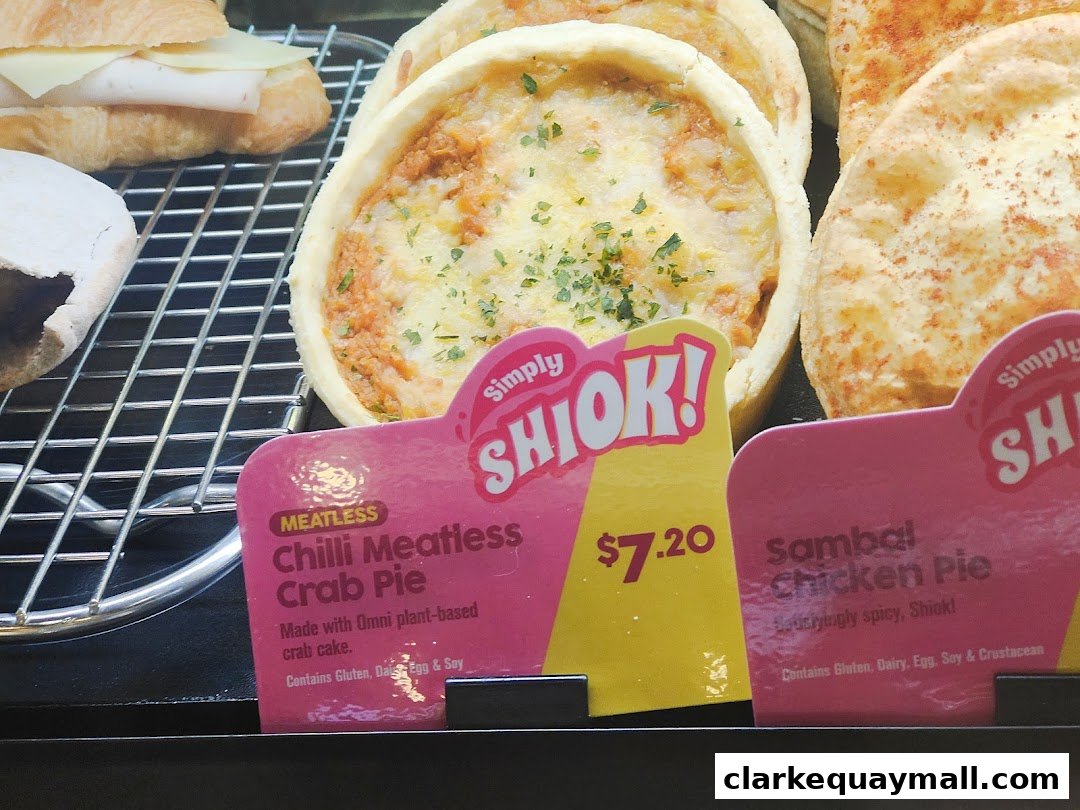 Simply
SHIOK!
MEATLESS
Chilli Meatless
Crab Pie
Made with Omni plant-based
crab cake.
Contains Gluten, Dairy, Egg & Soy
$7.20
Simply
SH
Sambal
Chicken Pie
spicy, Shiok!
Contains Gluten, Dairy, Egg, Soy & Crustacean
clarkequaymall.com